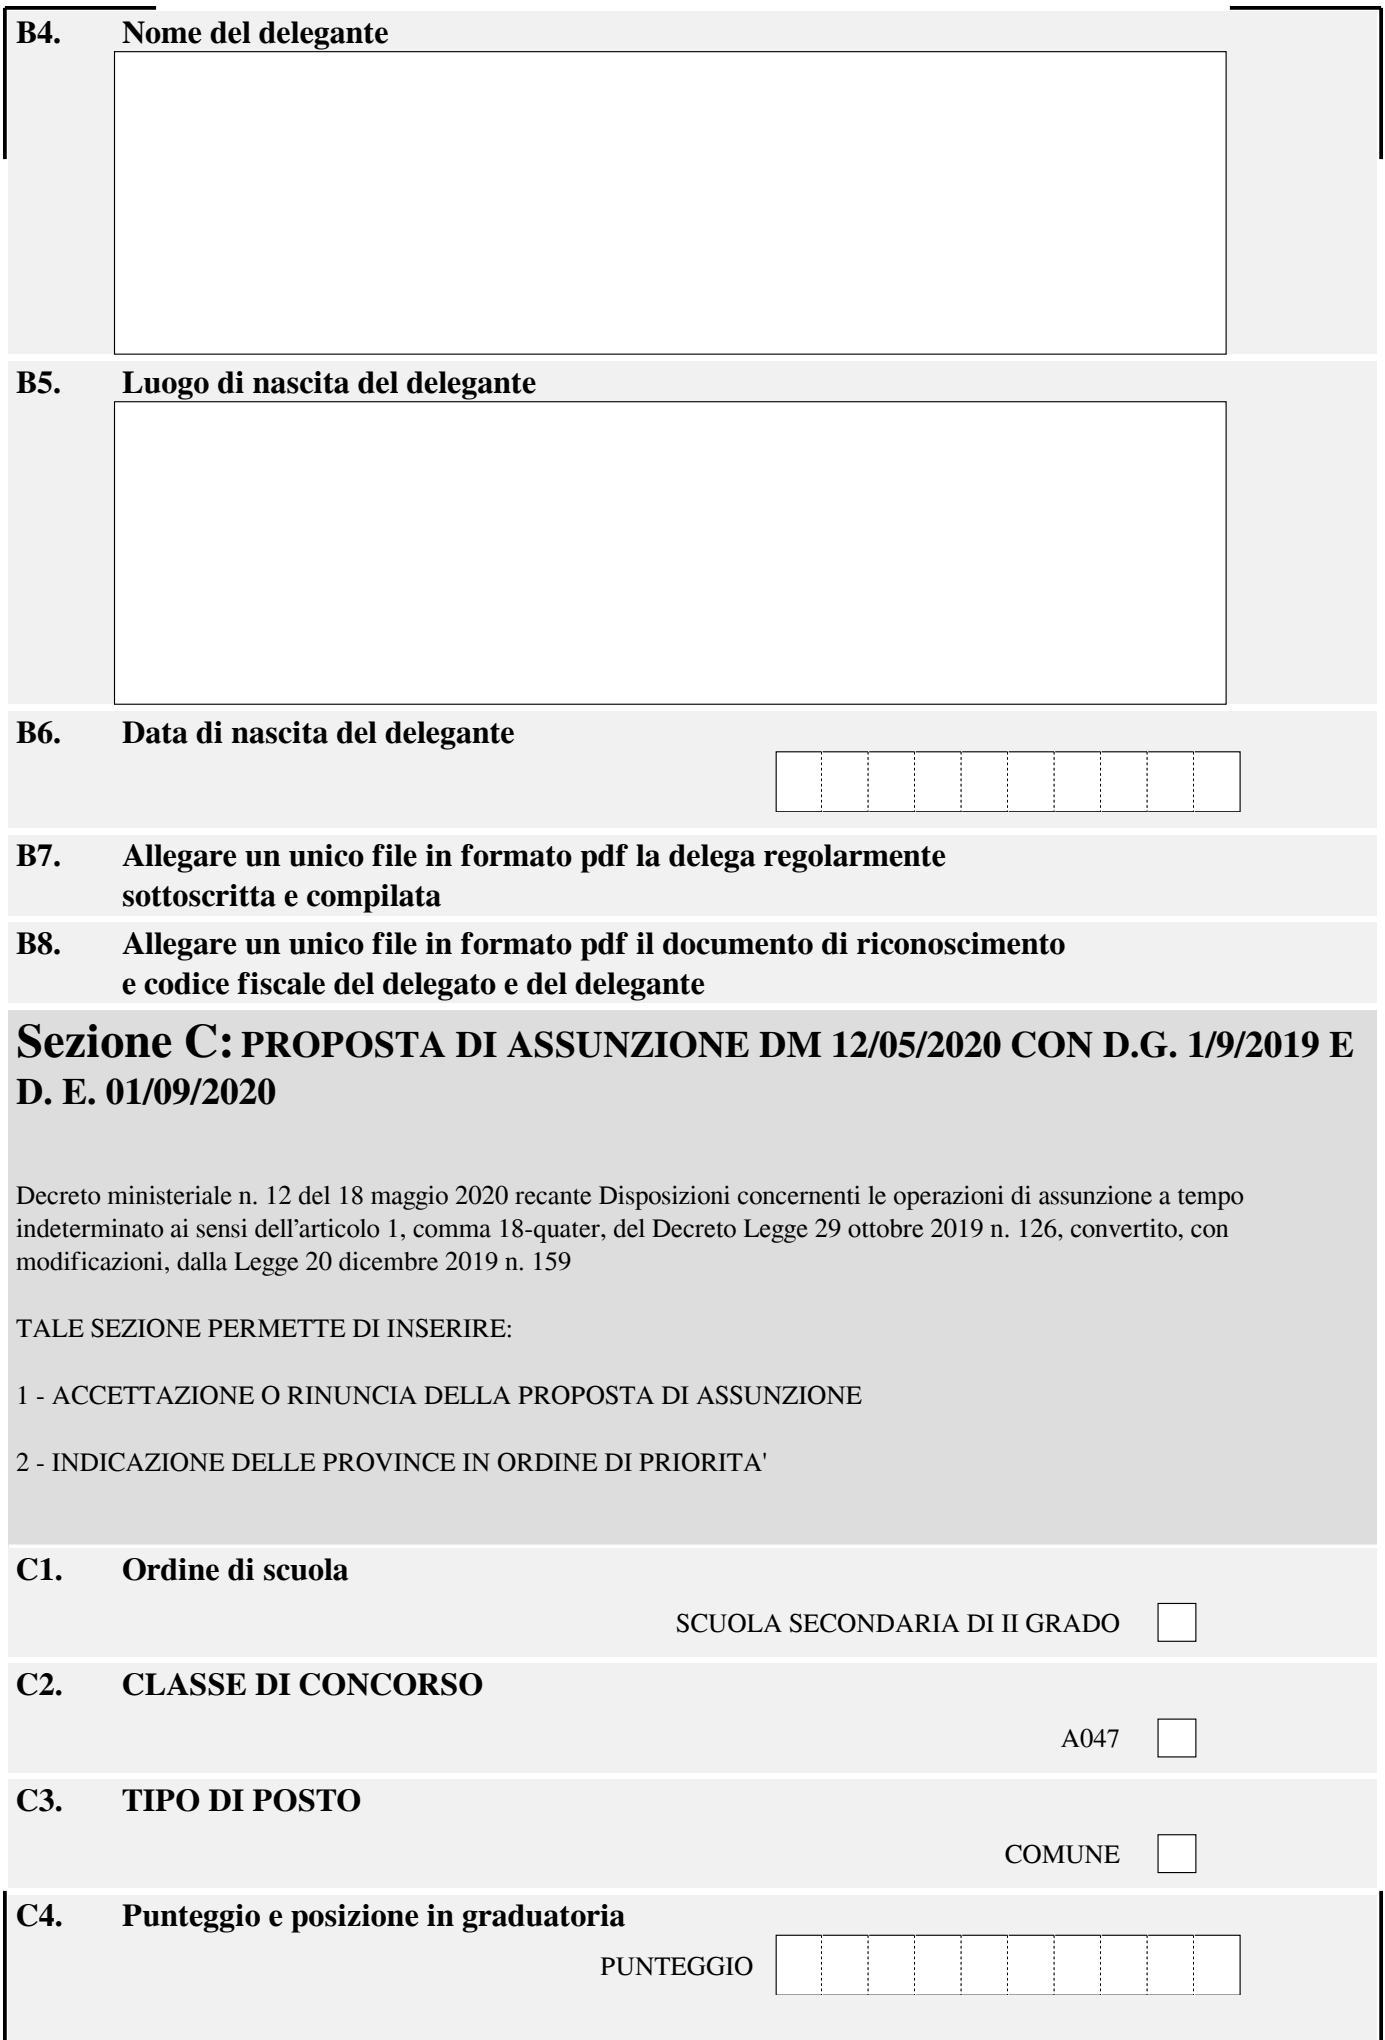 B4. Nome del delegante
B5. Luogo di nascita del delegante
B6. Data di nascita del delegante
B7. Allegare un unico file in formato pdf la delega regolarmente
sottoscritta e compilata
B8. Allegare un unico file in formato pdf il documento di riconoscimento
e codice fiscale del delegato e del delegante
Sezione C: PROPOSTA DI ASSUNZIONE DM 12/05/2020 CON D.G. 1/9/2019 E
D. E. 01/09/2020
Decreto ministeriale n. 12 del 18 maggio 2020 recante Disposizioni concernenti le operazioni di assunzione a tempo
indeterminato ai sensi dell'articolo 1, comma 18-quater, del Decreto Legge 29 ottobre 2019 n. 126, convertito, con
modificazioni, dalla Legge 20 dicembre 2019 n. 159
TALE SEZIONE PERMETTE DI INSERIRE:
1 - ACCETTAZIONE O RINUNCIA DELLA PROPOSTA DI ASSUNZIONE
2 - INDICAZIONE DELLE PROVINCE IN ORDINE DI PRIORITA'
C1. Ordine di scuola
SCUOLA SECONDARIA DI II GRADO
C2. CLASSE DI CONCORSO
A047
C3. TIPO DI POSTO
COMUNE
C4. Punteggio e posizione in graduatoria
PUNTEGGIO